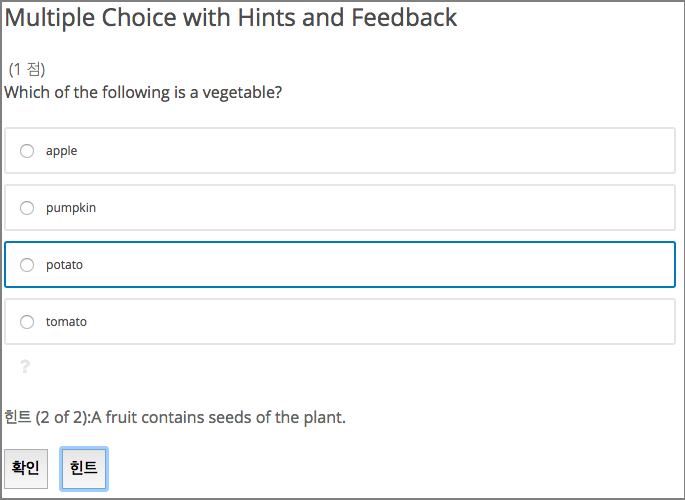 Multiple Choice with Hints and Feedback
(1 점)
Which of the following is a vegetable?
apple
pumpkin
potato
tomato
?
힌트 (2 of 2):A fruit contains seeds of the plant.
확인 힌트